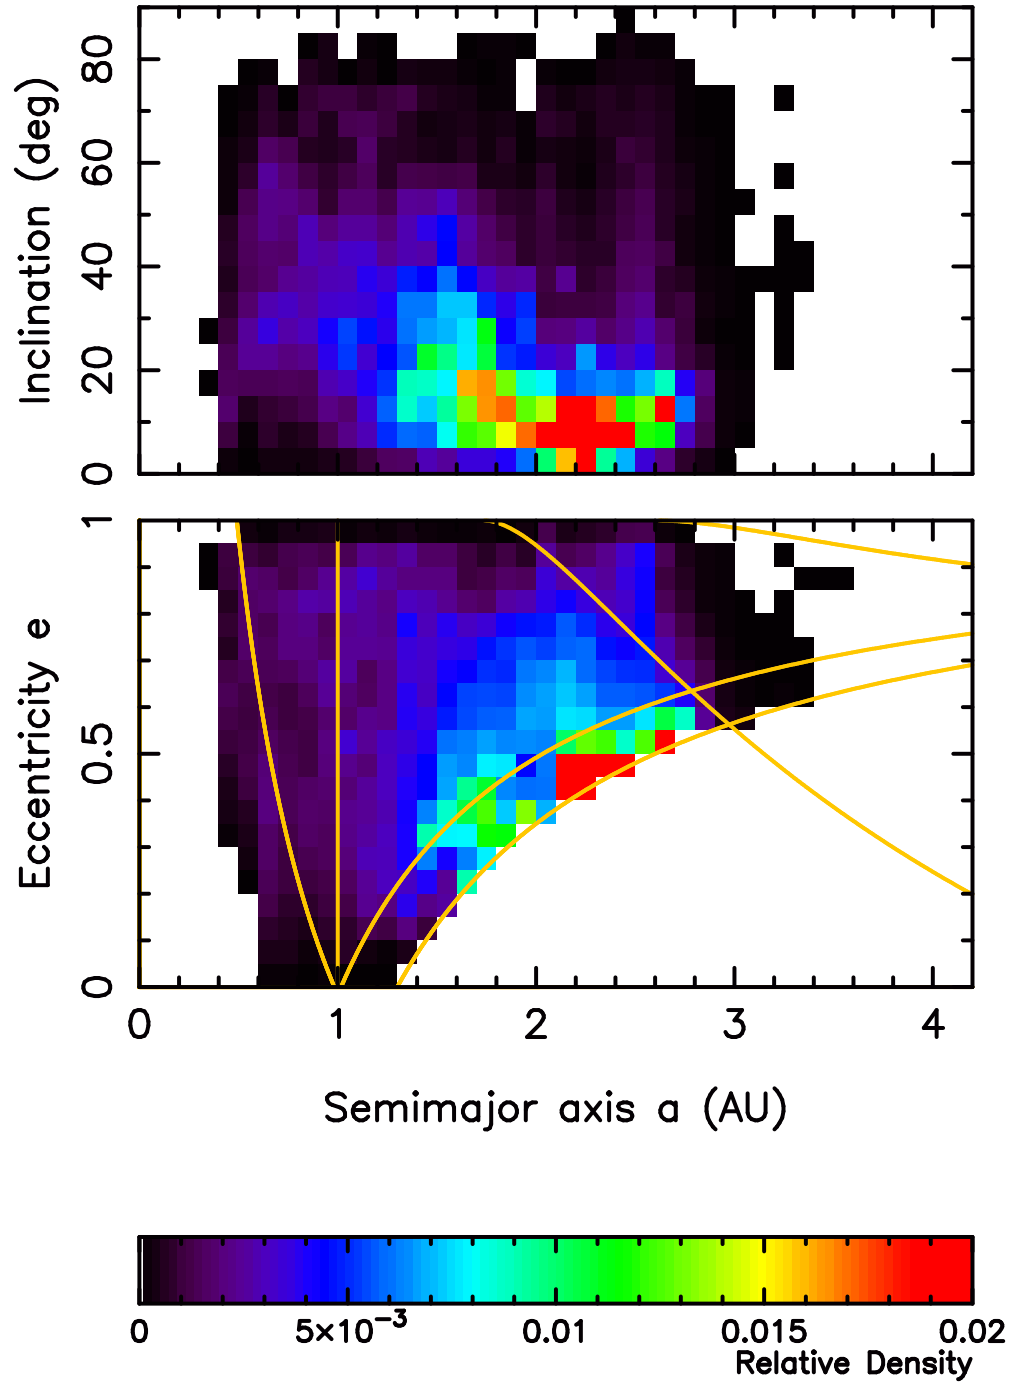 Inclination (deg)
80
60
40
20
0
Eccentricity e
1
0.5
0
0 1 2 3 4
Semimajor axis a (AU)
0 5×10⁻³ 0.01 0.015 0.02
Relative Density